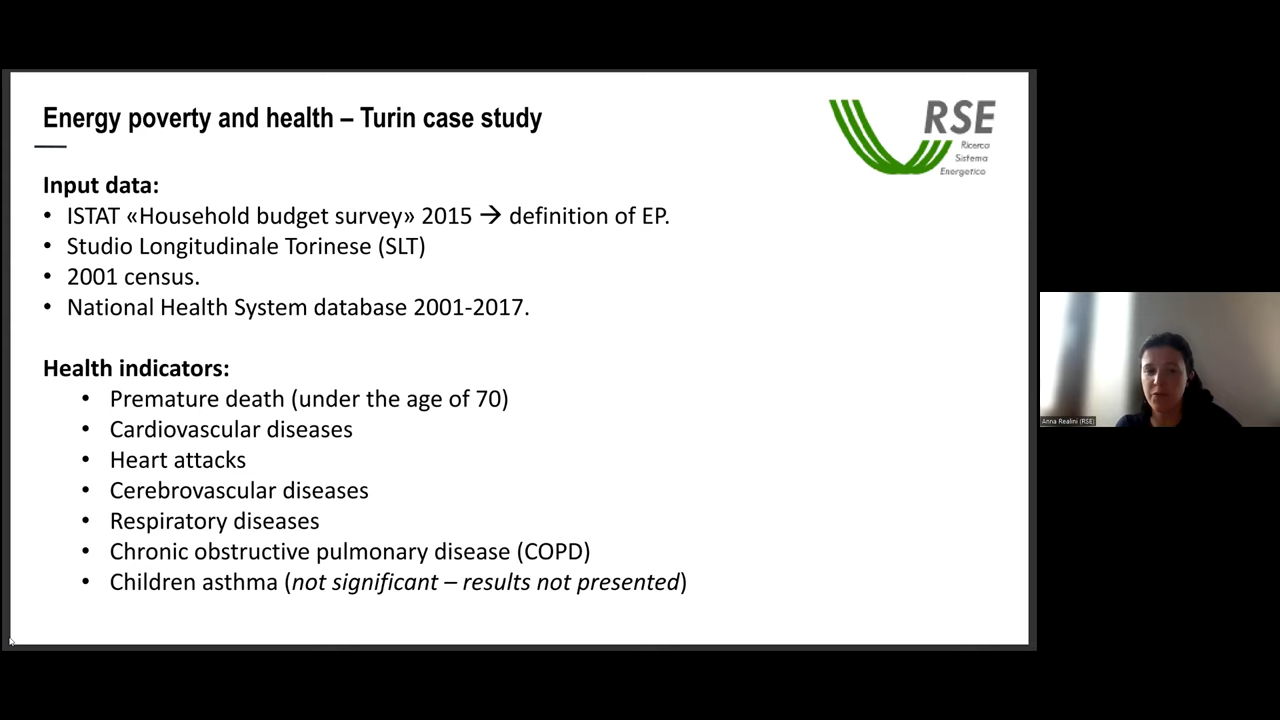 Energy poverty and health – Turin case study
RSE
Ricerca
Sistema
Energetico
Input data:
• ISTAT «Household budget survey» 2015 → definition of EP.
• Studio Longitudinale Torinese (SLT)
• 2001 census.
• National Health System database 2001-2017.
Health indicators:
• Premature death (under the age of 70)
• Cardiovascular diseases
• Heart attacks
• Cerebrovascular diseases
• Respiratory diseases
• Chronic obstructive pulmonary disease (COPD)
• Children asthma (not significant – results not presented)
Anna Realini (RSE)